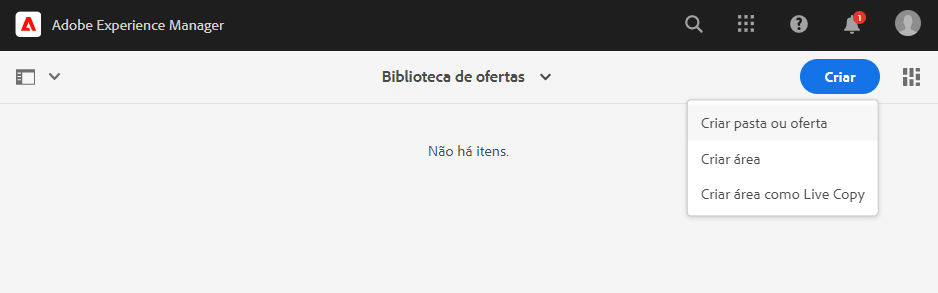 Adobe Experience Manager
1
Biblioteca de ofertas
Criar
Não há itens.
Criar pasta ou oferta
Criar área
Criar área como Live Copy